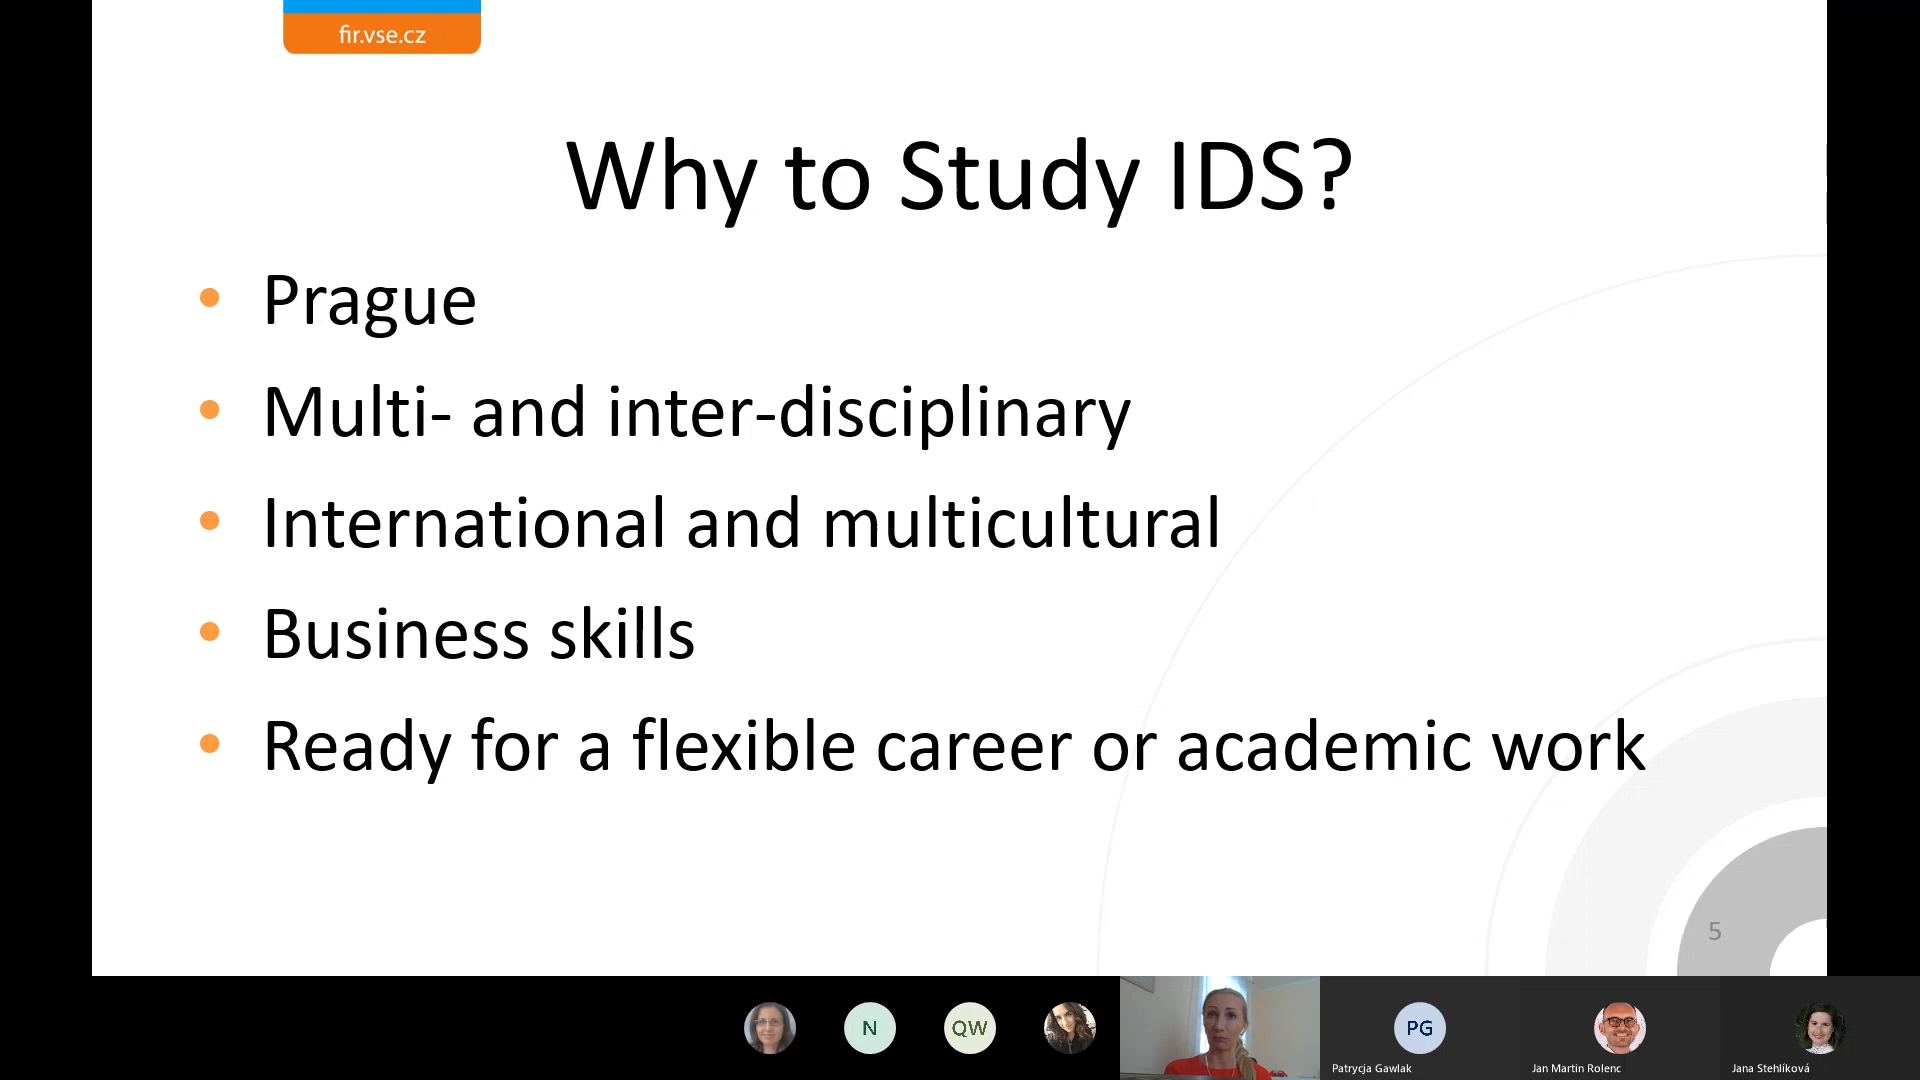 fir.vse.cz
Why to Study IDS?
• Prague
• Multi- and inter-disciplinary
• International and multicultural
• Business skills
• Ready for a flexible career or academic work
5
N
QW
PG
Patrycja Gawlak
Jan Martin Rolenc
Jana Stehlíková